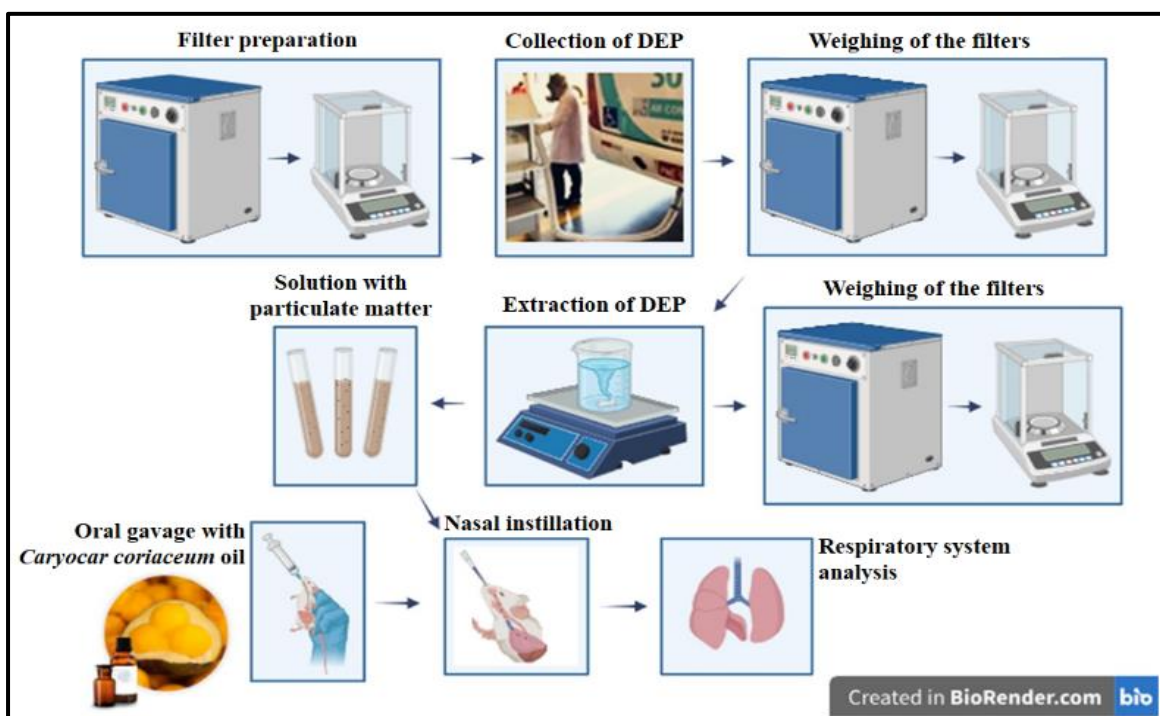 Filter preparation
Collection of DEP
Weighing of the filters
Solution with
particulate matter
Extraction of DEP
Weighing of the filters
Oral gavage with
Caryocar coriaceum oil
Nasal instillation
Respiratory system
analysis
Created in BioRender.com bio